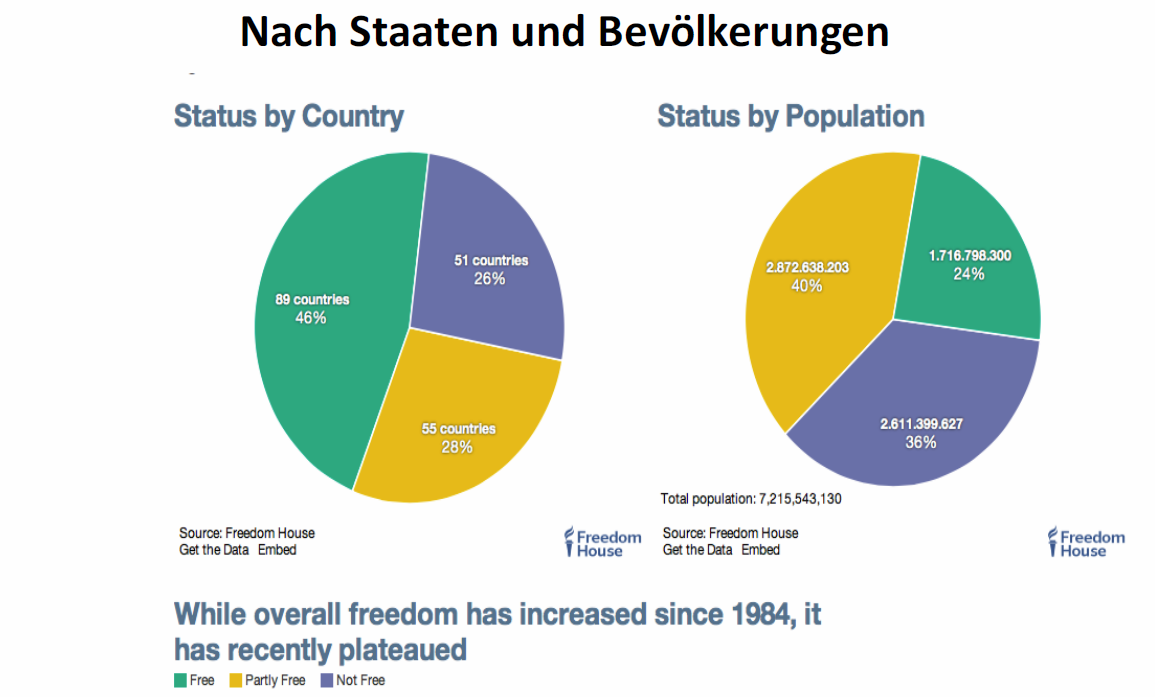 Nach Staaten und Bevölkerungen
Status by Country
89 countries
46%
51 countries
26%
55 countries
28%
Source: Freedom House
Get the Data Embed
Freedom
House
Status by Population
2.872.638.203
40%
1.716.798.300
24%
2.611.399.627
36%
Total population: 7,215,543,130
Source: Freedom House
Get the Data Embed
Freedom
House
While overall freedom has increased since 1984, it
has recently plateaued
Free Partly Free Not Free